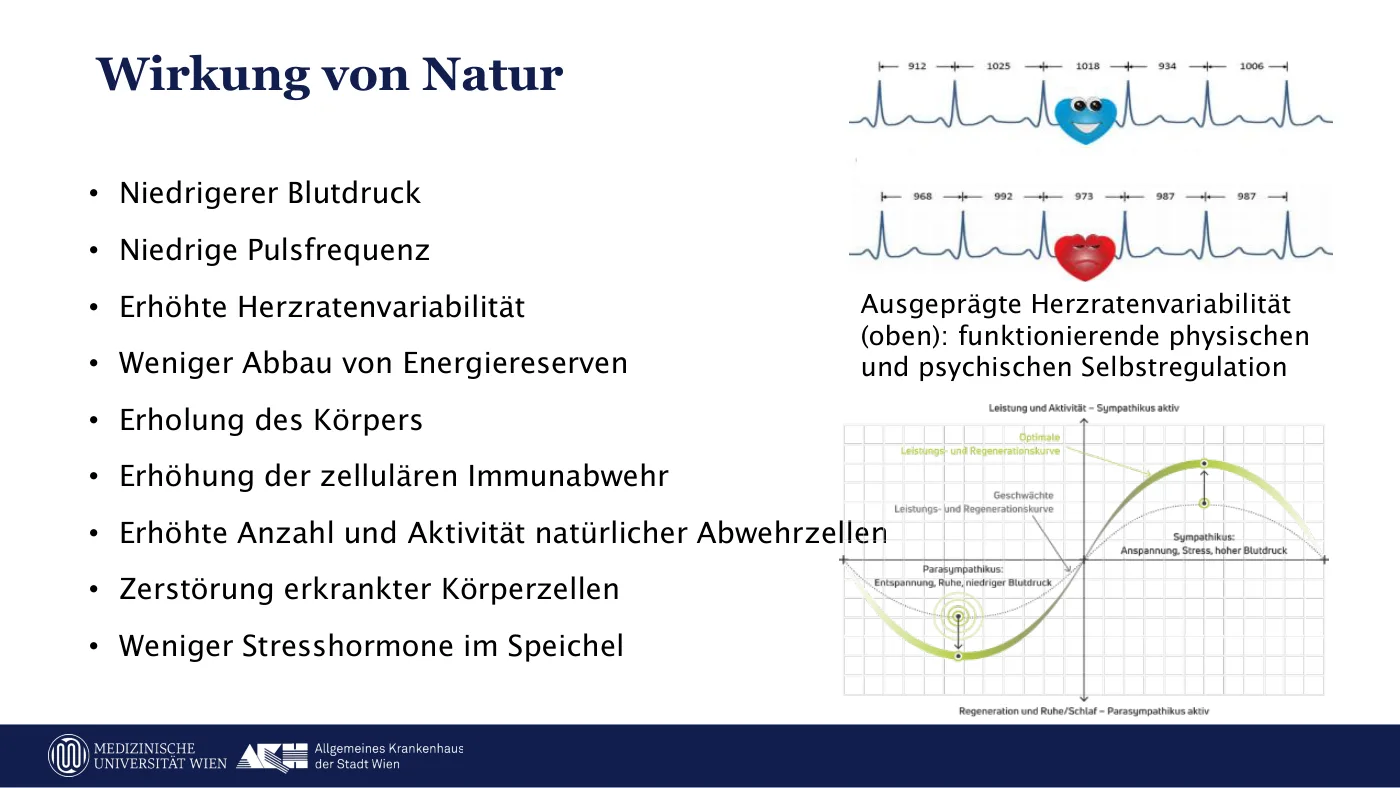 Wirkung von Natur
• Niedrigerer Blutdruck
• Niedrige Pulsfrequenz
• Erhöhte Herzratenvariabilität
• Weniger Abbau von Energiereserven
• Erholung des Körpers
• Erhöhung der zellulären Immunabwehr
• Erhöhte Anzahl und Aktivität natürlicher Abwehrzellen
• Zerstörung erkrankter Körperzellen
• Weniger Stresshormone im Speichel
912 1025 1018 934 1006
968 992 973 987 987
Ausgeprägte Herzratenvariabilität
(oben): funktionierende physischen
und psychischen Selbstregulation
Leistung und Aktivität – Sympathikus aktiv
Optimale
Leistungs- und Regenerationskurve
Geschwächte
Leistungs- und Regenerationskurve
Sympathikus:
Anspannung, Stress, hoher Blutdruck
Parasympathikus:
Entspannung, Ruhe, niedriger Blutdruck
Regeneration und Ruhe/Schlaf – Parasympathikus aktiv
MEDIZINISCHE
UNIVERSITÄT WIEN
AKH
Allgemeines Krankenhaus
der Stadt Wien